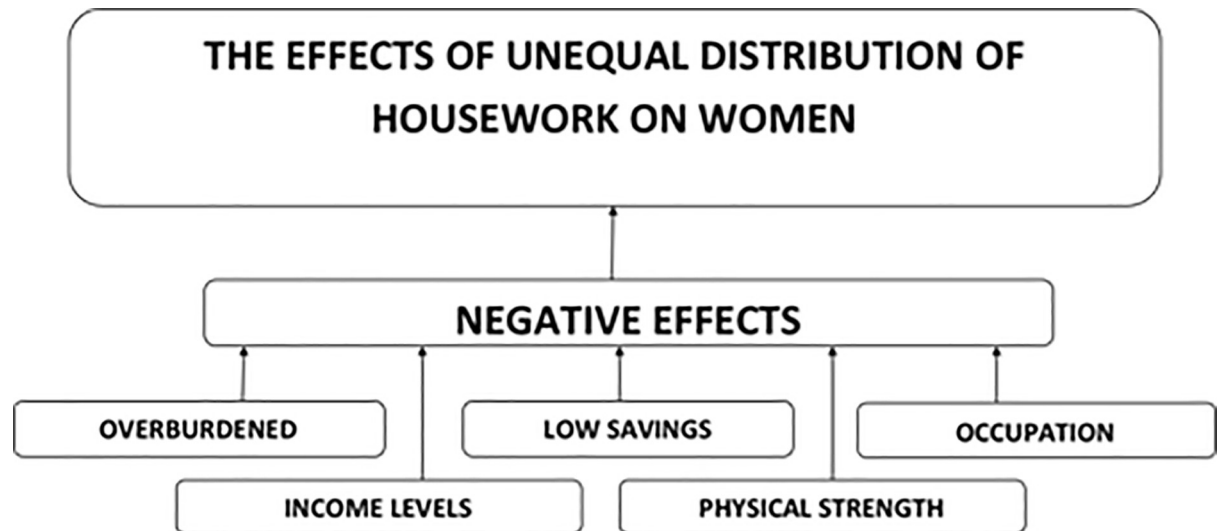 THE EFFECTS OF UNEQUAL DISTRIBUTION OF
HOUSEWORK ON WOMEN
NEGATIVE EFFECTS
OVERBURDENED
LOW SAVINGS
OCCUPATION
INCOME LEVELS
PHYSICAL STRENGTH